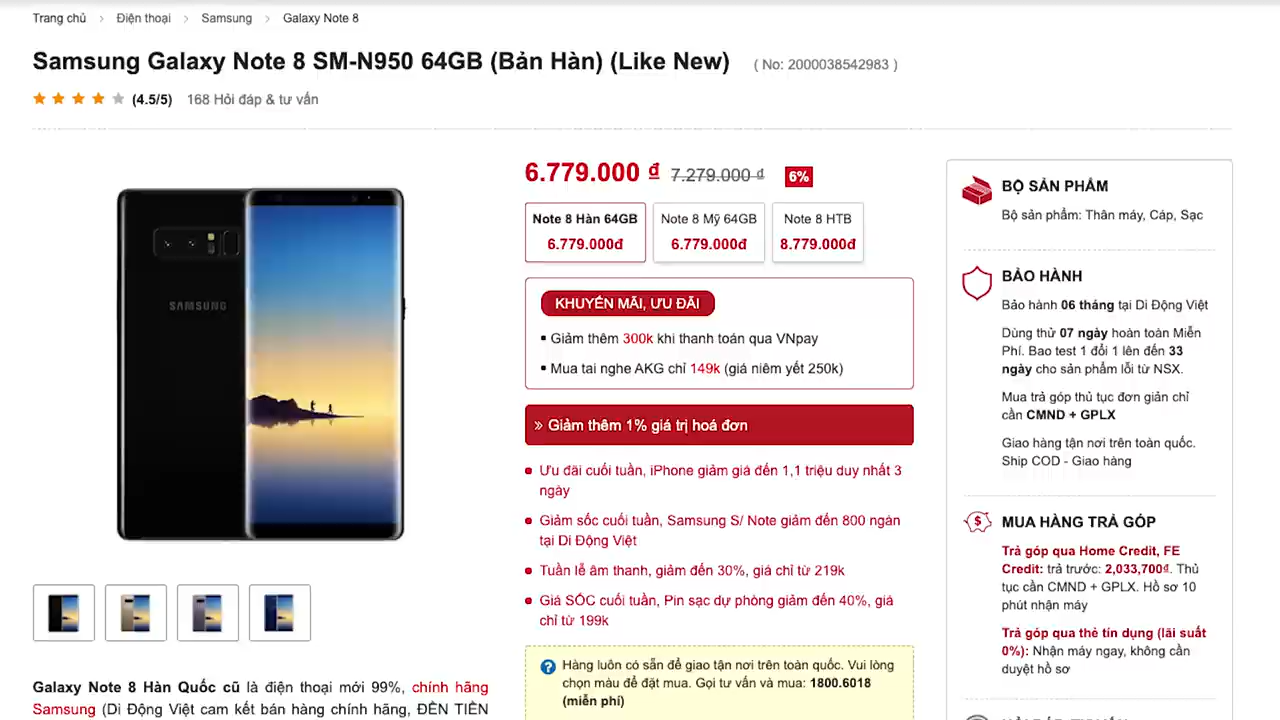 Trang chủ > Điện thoại > Samsung > Galaxy Note 8
Samsung Galaxy Note 8 SM-N950 64GB (Bản Hàn) (Like New) ( No: 2000038542983 )
(4.5/5) 168 Hỏi đáp & tư vấn
SAMSUNG
6.779.000 ₫ 7.279.000 ₫ 6%
Note 8 Hàn 64GB
6.779.000đ
Note 8 Mỹ 64GB
6.779.000đ
Note 8 HTB
8.779.000đ
KHUYẾN MÃI, ƯU ĐÃI
▪ Giảm thêm 300k khi thanh toán qua VNpay
▪ Mua tai nghe AKG chỉ 149k (giá niêm yết 250k)
» Giảm thêm 1% giá trị hoá đơn
Ưu đãi cuối tuần, iPhone giảm giá đến 1,1 triệu duy nhất 3
ngày
Giảm sốc cuối tuần, Samsung S/ Note giảm đến 800 ngàn
tại Di Động Việt
Tuần lễ âm thanh, giảm đến 30%, giá chỉ từ 219k
Giá SỐC cuối tuần, Pin sạc dự phòng giảm đến 40%, giá
chỉ từ 199k
Hàng luôn có sẵn để giao tận nơi trên toàn quốc. Vui lòng
chọn màu để đặt mua. Gọi tư vấn và mua: 1800.6018
(miễn phí)
Galaxy Note 8 Hàn Quốc cũ là điện thoại mới 99%, chính hãng
Samsung (Di Động Việt cam kết bán hàng chính hãng, ĐỀN TIỀN
BỘ SẢN PHẨM
Bộ sản phẩm: Thân máy, Cáp, Sạc
BẢO HÀNH
Bảo hành 06 tháng tại Di Động Việt
Dùng thử 07 ngày hoàn toàn Miễn
Phí. Bao test 1 đổi 1 lên đến 33
ngày cho sản phẩm lỗi từ NSX.
Mua trả góp thủ tục đơn giản chỉ
cần CMND + GPLX
Giao hàng tận nơi trên toàn quốc.
Ship COD - Giao hàng
MUA HÀNG TRẢ GÓP
Trả góp qua Home Credit, FE
Credit: trả trước: 2,033,700₫. Thủ
tục cần CMND + GPLX. Hồ sơ 10
phút nhận máy
Trả góp qua thẻ tín dụng (lãi suất
0%): Nhận máy ngay, không cần
duyệt hồ sơ